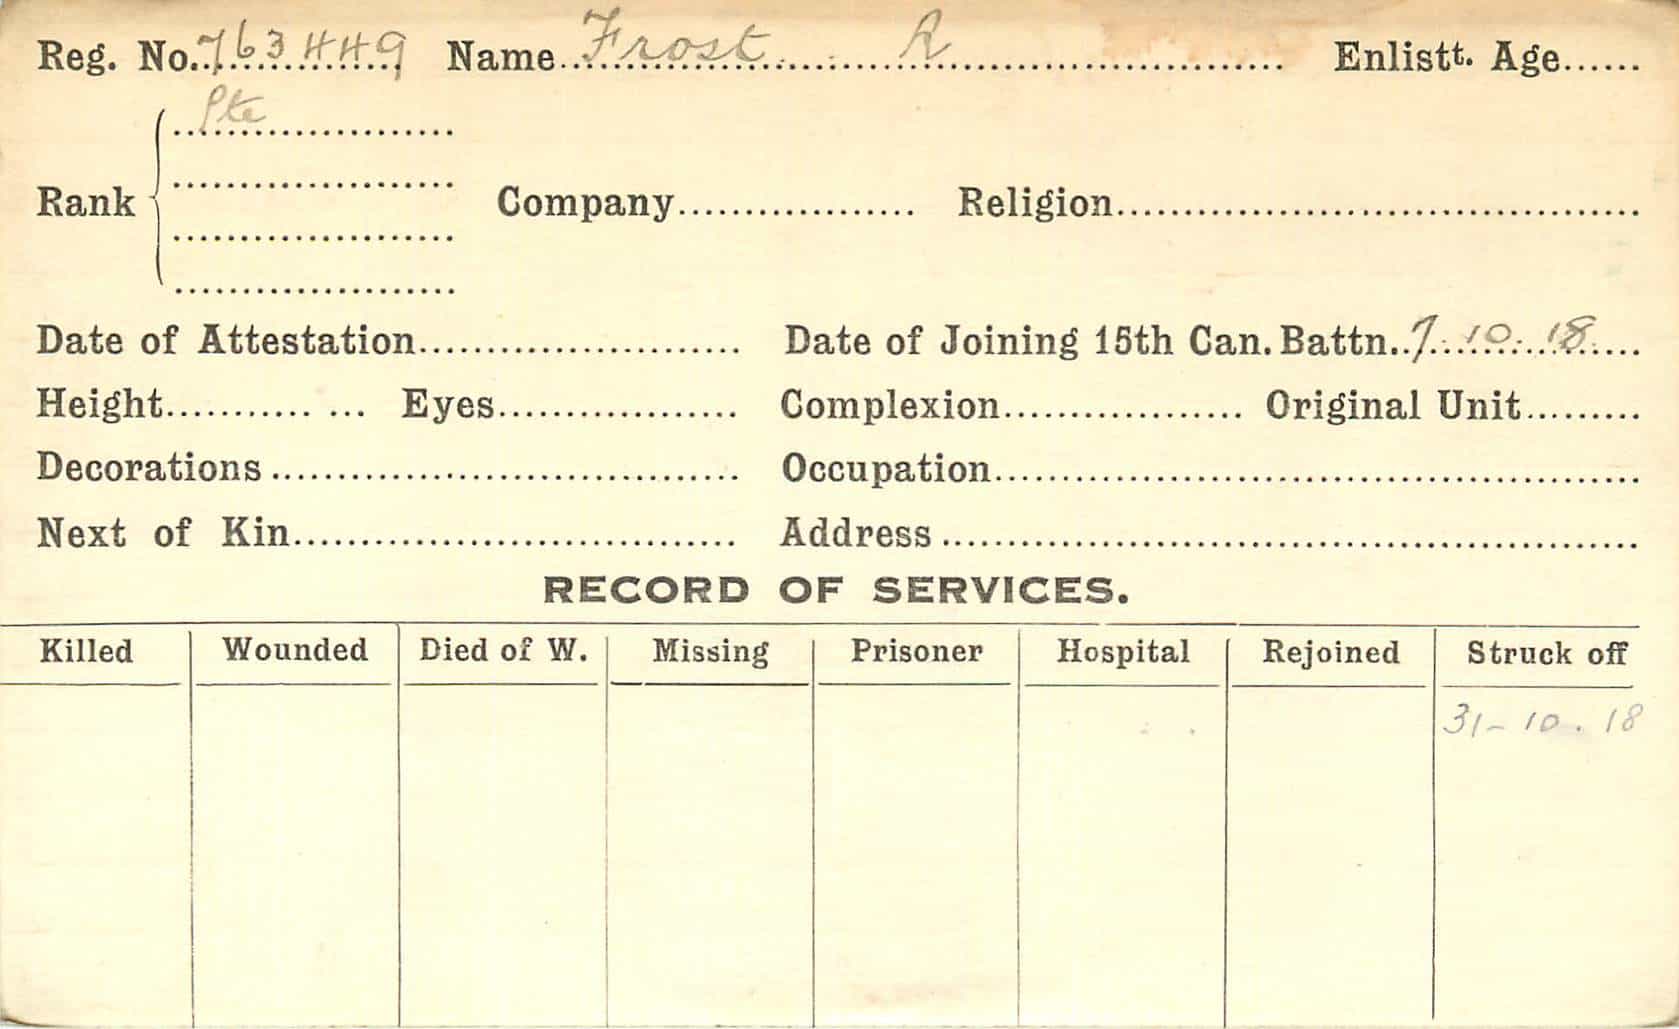 Reg. No. 763449 Name Frost R Enlistt. Age
Pte
Rank Company Religion
Date of Attestation Date of Joining 15th Can. Battn. 7. 10. 18.
Height Eyes Complexion Original Unit
Decorations Occupation
Next of Kin Address
RECORD OF SERVICES.
Killed Wounded Died of W. Missing Prisoner Hospital Rejoined Struck off
31-10.18